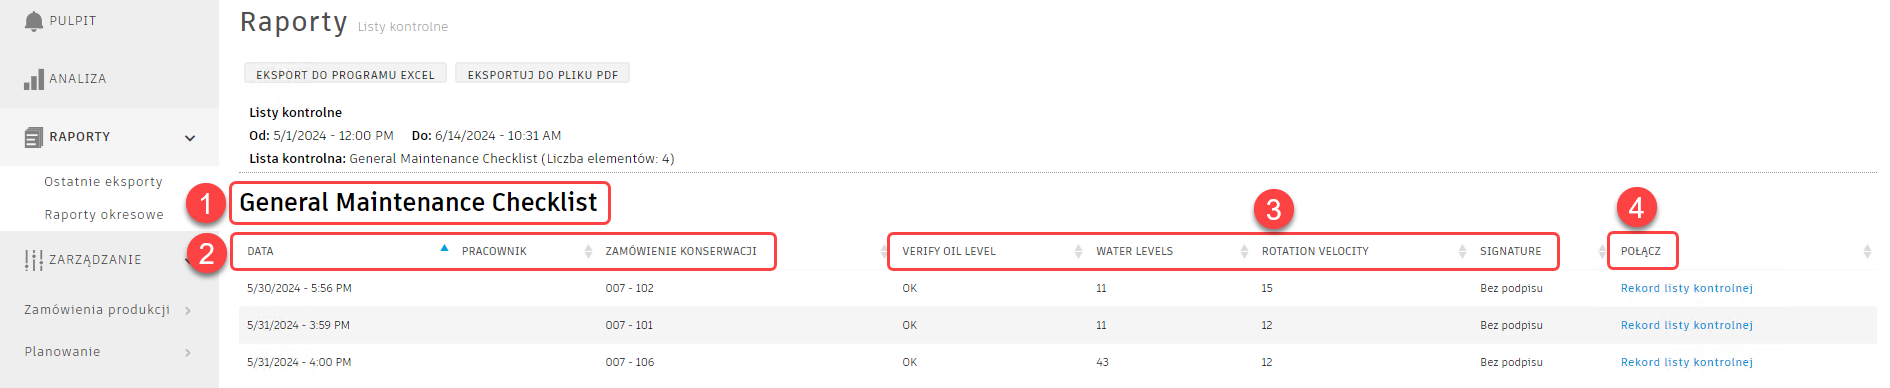 PULPIT
ANALIZA
RAPORTY
Ostatnie eksporty
Raporty okresowe
ZARZĄDZANIE
Zamówienia produkcji
Planowanie
Raporty Listy kontrolne
EKSPORT DO PROGRAMU EXCEL EKSPORTUJ DO PLIKU PDF
Listy kontrolne
Od: 5/1/2024 - 12:00 PM Do: 6/14/2024 - 10:31 AM
Lista kontrolna: General Maintenance Checklist (Liczba elementów: 4)
1 General Maintenance Checklist 3 4
2 DATA PRACOWNIK ZAMÓWIENIE KONSERWACJI VERIFY OIL LEVEL WATER LEVELS ROTATION VELOCITY SIGNATURE POŁĄCZ
5/30/2024 - 5:56 PM 007 - 102 OK 11 15 Bez podpisu Rekord listy kontrolnej
5/31/2024 - 3:59 PM 007 - 101 OK 11 12 Bez podpisu Rekord listy kontrolnej
5/31/2024 - 4:00 PM 007 - 106 OK 43 12 Bez podpisu Rekord listy kontrolnej